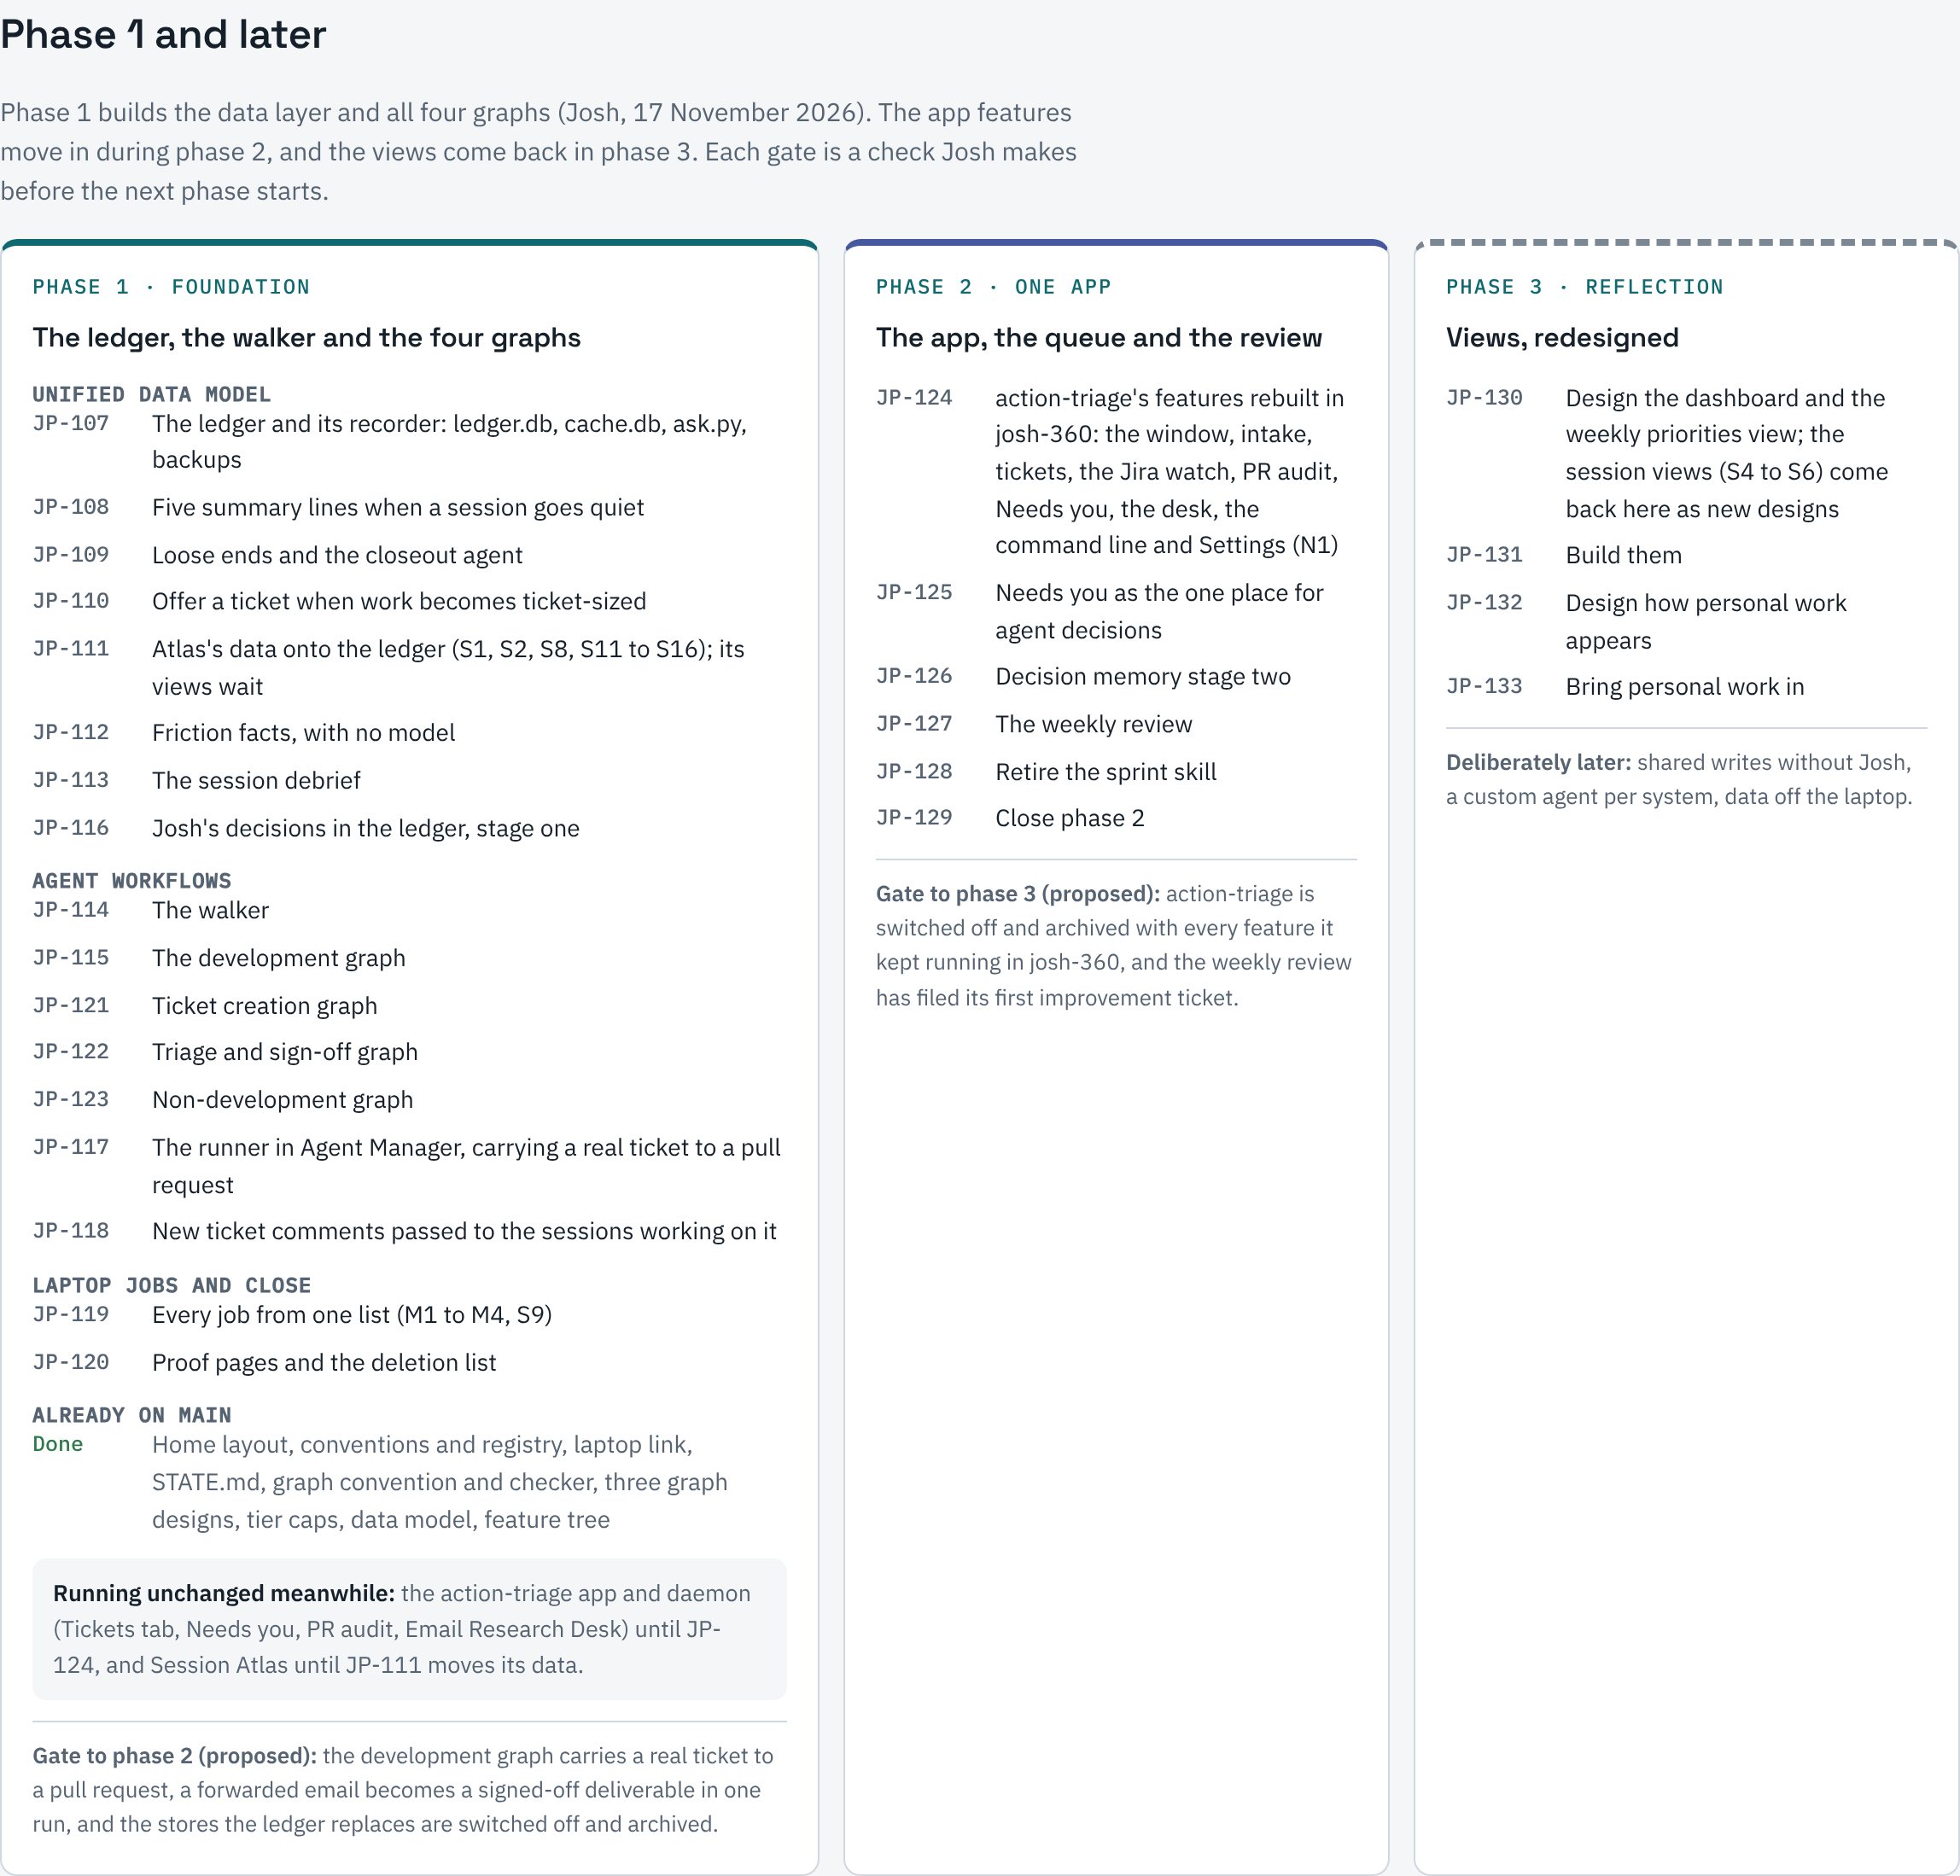 Phase 1 and later
Phase 1 builds the data layer and all four graphs (Josh, 17 November 2026). The app features
move in during phase 2, and the views come back in phase 3. Each gate is a check Josh makes
before the next phase starts.
PHASE 1 · FOUNDATION
The ledger, the walker and the four graphs
UNIFIED DATA MODEL
JP-107 The ledger and its recorder: ledger.db, cache.db, ask.py,
backups
JP-108 Five summary lines when a session goes quiet
JP-109 Loose ends and the closeout agent
JP-110 Offer a ticket when work becomes ticket-sized
JP-111 Atlas's data onto the ledger (S1, S2, S8, S11 to S16); its
views wait
JP-112 Friction facts, with no model
JP-113 The session debrief
JP-116 Josh's decisions in the ledger, stage one
AGENT WORKFLOWS
JP-114 The walker
JP-115 The development graph
JP-121 Ticket creation graph
JP-122 Triage and sign-off graph
JP-123 Non-development graph
JP-117 The runner in Agent Manager, carrying a real ticket to a pull
request
JP-118 New ticket comments passed to the sessions working on it
LAPTOP JOBS AND CLOSE
JP-119 Every job from one list (M1 to M4, S9)
JP-120 Proof pages and the deletion list
ALREADY ON MAIN
Done Home layout, conventions and registry, laptop link,
STATE.md, graph convention and checker, three graph
designs, tier caps, data model, feature tree
Running unchanged meanwhile: the action-triage app and daemon
(Tickets tab, Needs you, PR audit, Email Research Desk) until JP-
124, and Session Atlas until JP-111 moves its data.
Gate to phase 2 (proposed): the development graph carries a real ticket to
a pull request, a forwarded email becomes a signed-off deliverable in one
run, and the stores the ledger replaces are switched off and archived.
PHASE 2 · ONE APP
The app, the queue and the review
JP-124 action-triage's features rebuilt in
josh-360: the window, intake,
tickets, the Jira watch, PR audit,
Needs you, the desk, the
command line and Settings (N1)
JP-125 Needs you as the one place for
agent decisions
JP-126 Decision memory stage two
JP-127 The weekly review
JP-128 Retire the sprint skill
JP-129 Close phase 2
Gate to phase 3 (proposed): action-triage is
switched off and archived with every feature it
kept running in josh-360, and the weekly review
has filed its first improvement ticket.
PHASE 3 · REFLECTION
Views, redesigned
JP-130 Design the dashboard and the
weekly priorities view; the
session views (S4 to S6) come
back here as new designs
JP-131 Build them
JP-132 Design how personal work
appears
JP-133 Bring personal work in
Deliberately later: shared writes without Josh,
a custom agent per system, data off the laptop.